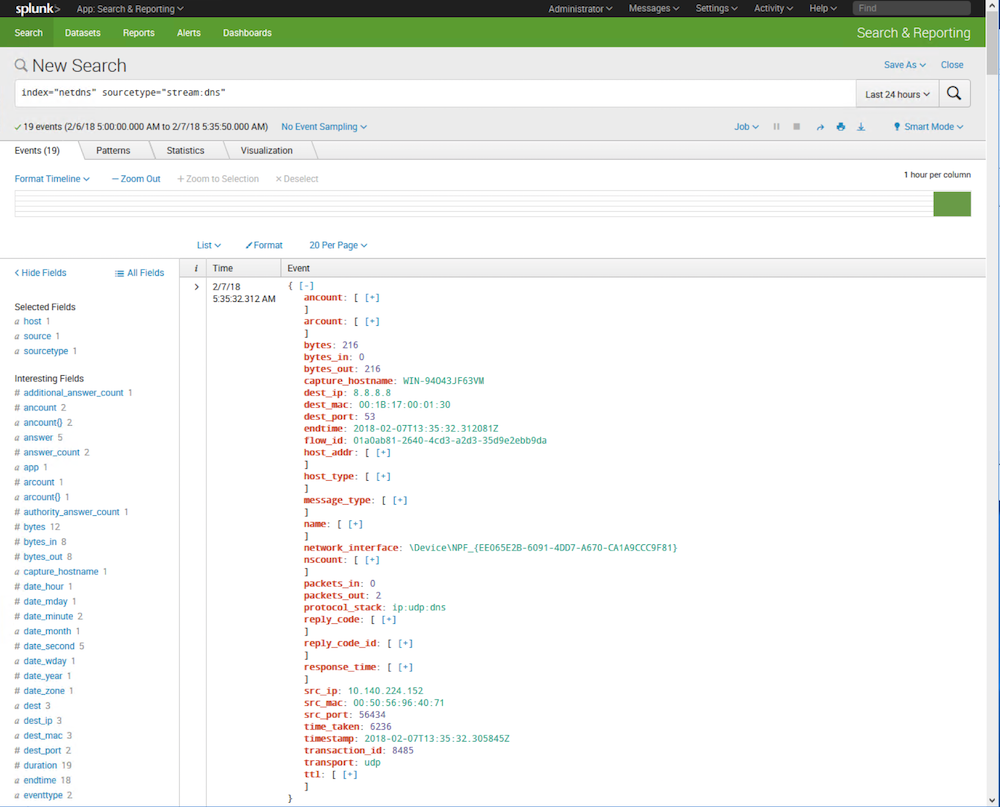 splunk> App: Search & Reporting Administrator Messages Settings Activity Help Find
Search Datasets Reports Alerts Dashboards Search & Reporting
New Search Save As Close
index="netdns" sourcetype="stream:dns" Last 24 hours
19 events (2/6/18 5:00:00.000 AM to 2/7/18 5:35:50.000 AM) No Event Sampling Job Smart Mode
Events (19) Patterns Statistics Visualization
Format Timeline — Zoom Out + Zoom to Selection × Deselect 1 hour per column
List Format 20 Per Page
< Hide Fields All Fields
Selected Fields
a host 1
a source 1
a sourcetype 1
Interesting Fields
# additional_answer_count 1
# ancount 2
a ancount{} 2
a answer 5
# answer_count 2
a app 1
# arcount 1
a arcount{} 1
# authority_answer_count 1
# bytes 12
# bytes_in 8
# bytes_out 8
a capture_hostname 1
# date_hour 1
# date_mday 1
# date_minute 2
a date_month 1
# date_second 5
a date_wday 1
# date_year 1
# date_zone 1
a dest 3
a dest_ip 3
a dest_mac 3
# dest_port 2
# duration 19
a endtime 18
a eventtype 2
i Time Event
> 2/7/18
5:35:32.312 AM
{ [-]
ancount: [ [+]
]
arcount: [ [+]
]
bytes: 216
bytes_in: 0
bytes_out: 216
capture_hostname: WIN-94O43JF63VM
dest_ip: 8.8.8.8
dest_mac: 00:1B:17:00:01:30
dest_port: 53
endtime: 2018-02-07T13:35:32.312081Z
flow_id: 01a0ab81-2640-4cd3-a2d3-35d9e2ebb9da
host_addr: [ [+]
]
host_type: [ [+]
]
message_type: [ [+]
]
name: [ [+]
]
network_interface: \Device\NPF_{EE065E2B-6091-4DD7-A670-CA1A9CCC9F81}
nscount: [ [+]
]
packets_in: 0
packets_out: 2
protocol_stack: ip:udp:dns
reply_code: [ [+]
]
reply_code_id: [ [+]
]
response_time: [ [+]
]
src_ip: 10.140.224.152
src_mac: 00:50:56:96:40:71
src_port: 56434
time_taken: 6236
timestamp: 2018-02-07T13:35:32.305845Z
transaction_id: 8485
transport: udp
ttl: [ [+]
]
}